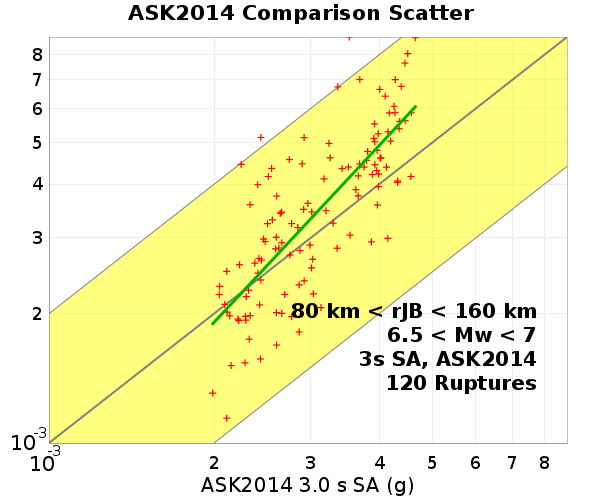 ASK2014 Comparison Scatter
8
7
6
5
4
3
2
10⁻³
80 km < rJB < 160 km
6.5 < Mw < 7
3s SA, ASK2014
120 Ruptures
10⁻³ 2 3 4 5 6 7 8
ASK2014 3.0 s SA (g)